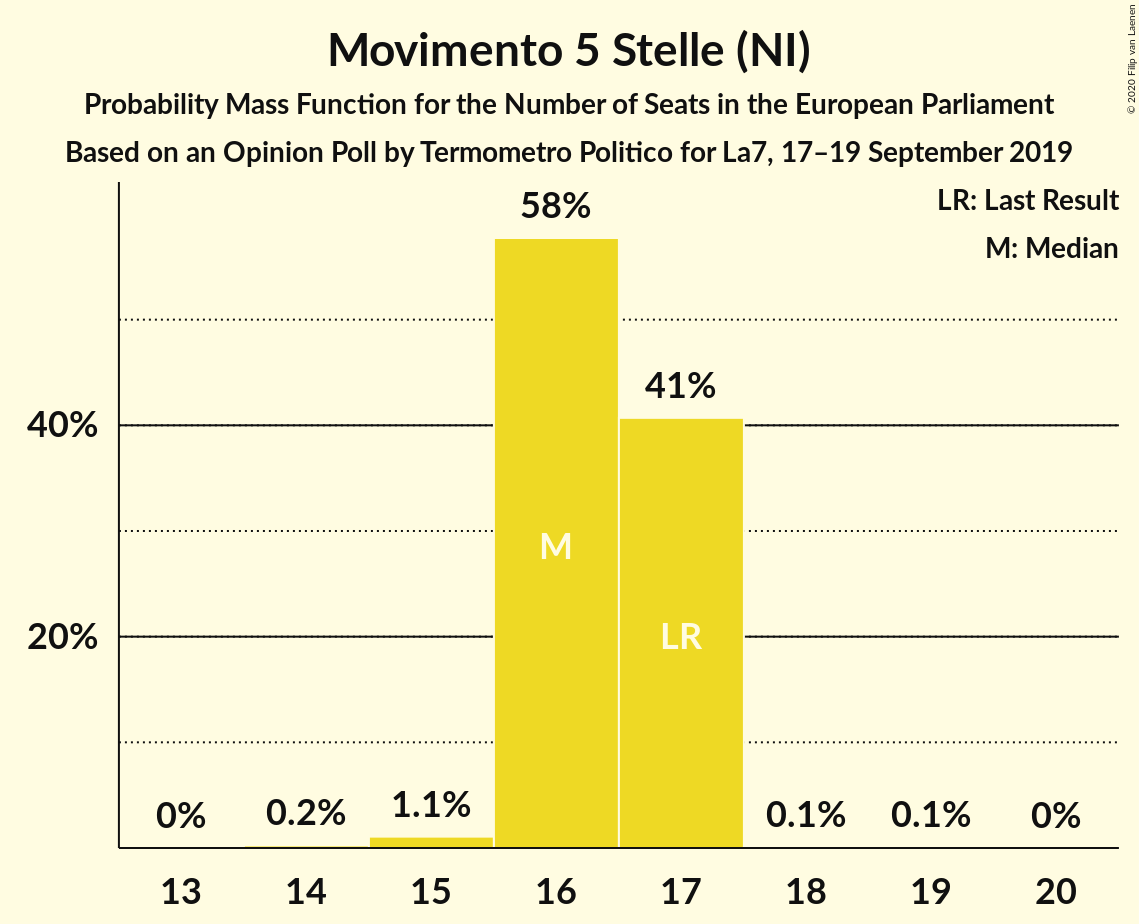 Movimento 5 Stelle (NI)
Probability Mass Function for the Number of Seats in the European Parliament
Based on an Opinion Poll by Termometro Politico for La7, 17–19 September 2019
© 2020 Filip van Laenen
LR: Last Result
M: Median
58%
41%
40%
M
LR
20%
0%
0.2%
1.1%
0.1%
0.1%
0%
13 14 15 16 17 18 19 20